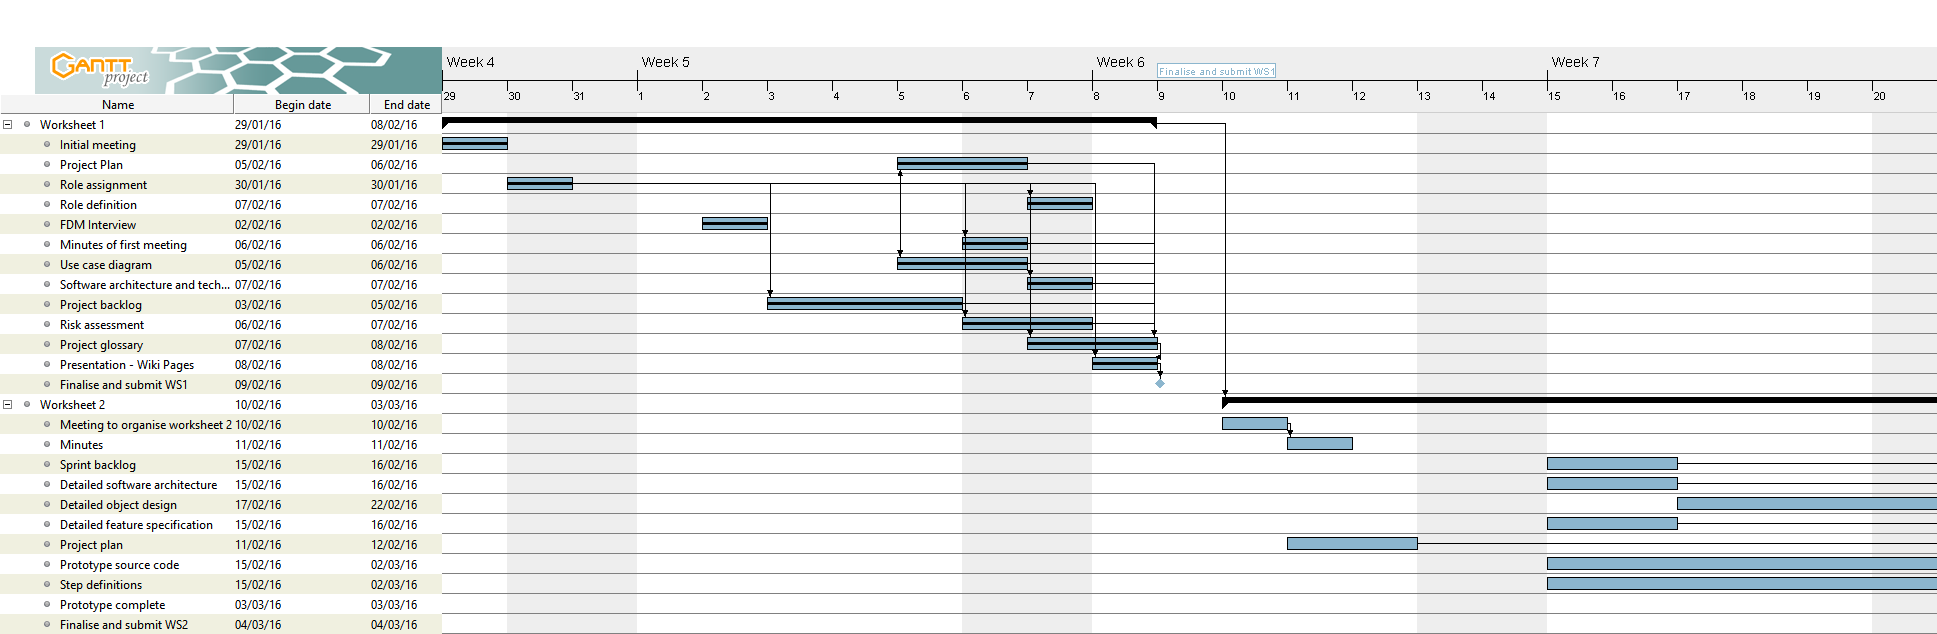 GANTT
project
Week 4 Week 5 Week 6 Week 7
Finalise and submit WS1
29 30 31 1 2 3 4 5 6 7 8 9 10 11 12 13 14 15 16 17 18 19 20
Name Begin date End date
Worksheet 1 29/01/16 08/02/16
Initial meeting 29/01/16 29/01/16
Project Plan 05/02/16 06/02/16
Role assignment 30/01/16 30/01/16
Role definition 07/02/16 07/02/16
FDM Interview 02/02/16 02/02/16
Minutes of first meeting 06/02/16 06/02/16
Use case diagram 05/02/16 06/02/16
Software architecture and tech... 07/02/16 07/02/16
Project backlog 03/02/16 05/02/16
Risk assessment 06/02/16 07/02/16
Project glossary 07/02/16 08/02/16
Presentation - Wiki Pages 08/02/16 08/02/16
Finalise and submit WS1 09/02/16 09/02/16
Worksheet 2 10/02/16 03/03/16
Meeting to organise worksheet 2 10/02/16 10/02/16
Minutes 11/02/16 11/02/16
Sprint backlog 15/02/16 16/02/16
Detailed software architecture 15/02/16 16/02/16
Detailed object design 17/02/16 22/02/16
Detailed feature specification 15/02/16 16/02/16
Project plan 11/02/16 12/02/16
Prototype source code 15/02/16 02/03/16
Step definitions 15/02/16 02/03/16
Prototype complete 03/03/16 03/03/16
Finalise and submit WS2 04/03/16 04/03/16